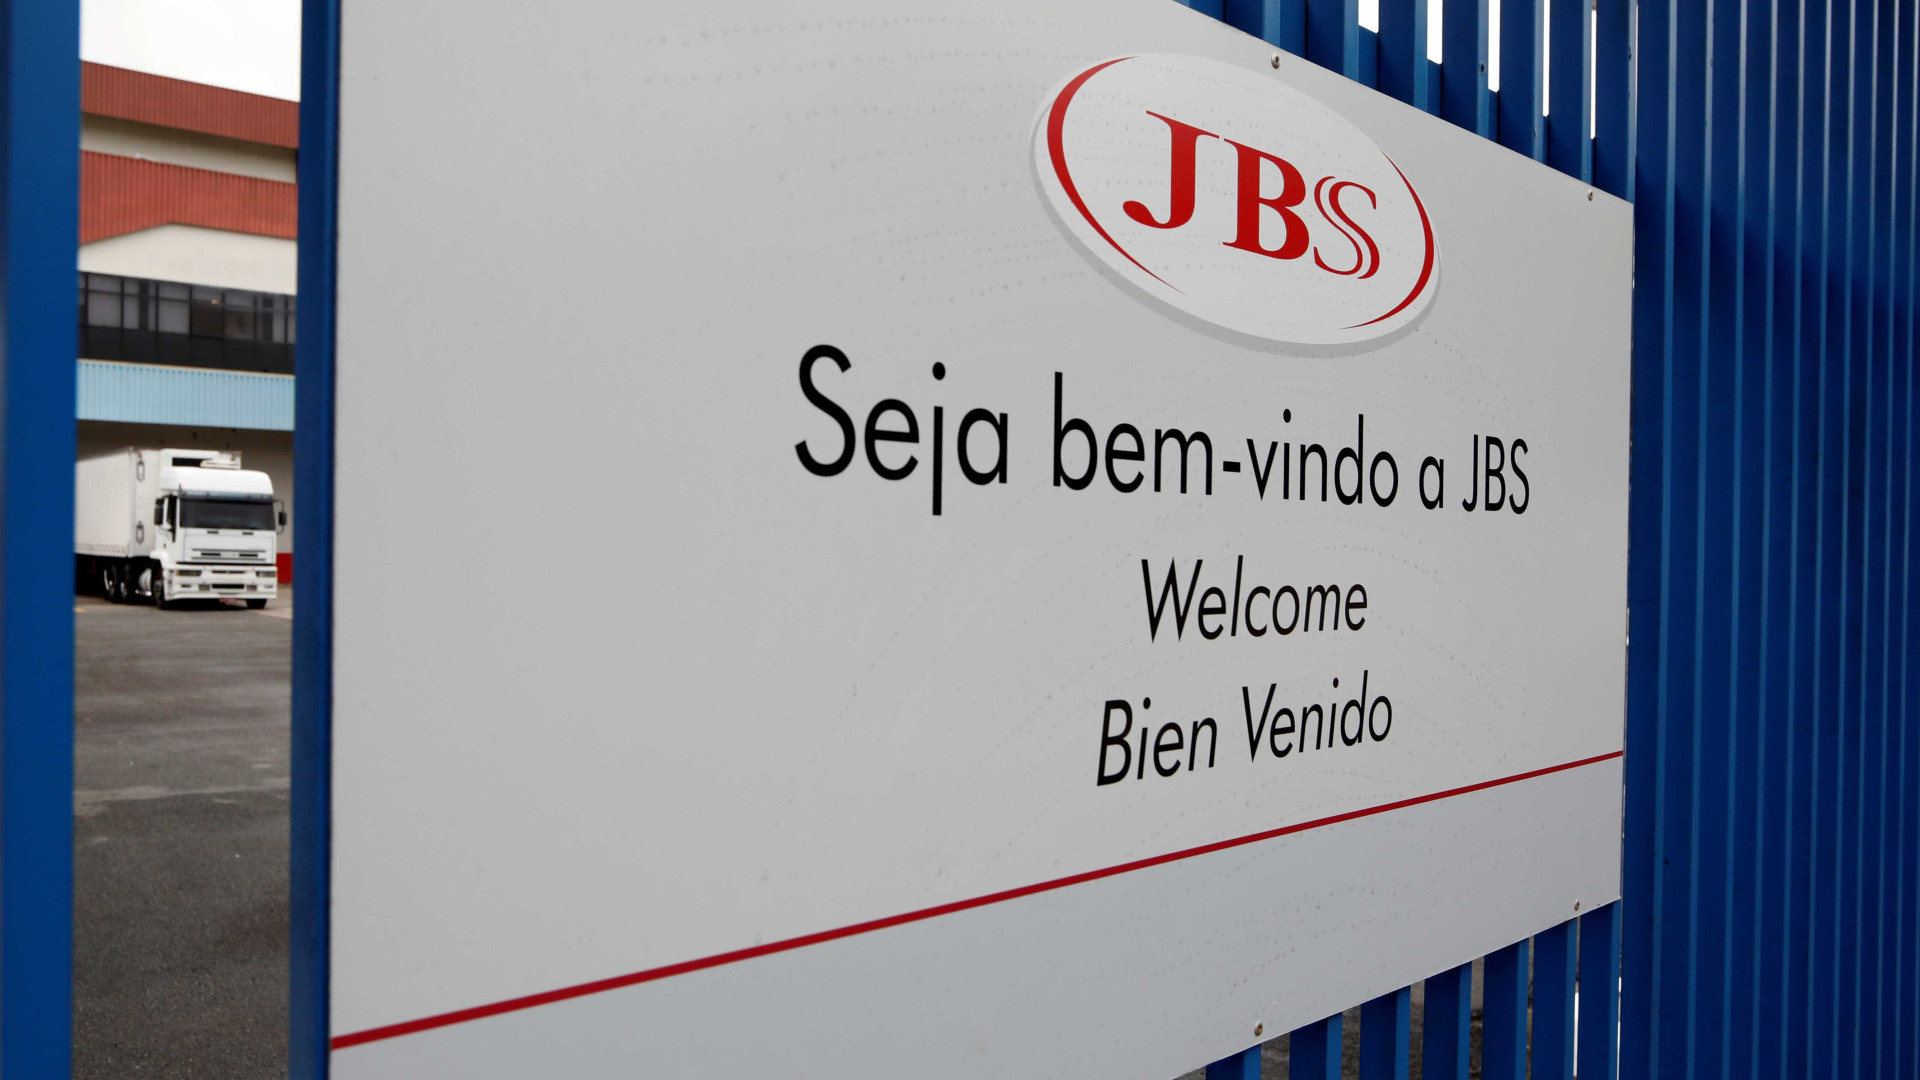 JBS
Seja bem-vindo a JBS
Welcome
Bien Venido